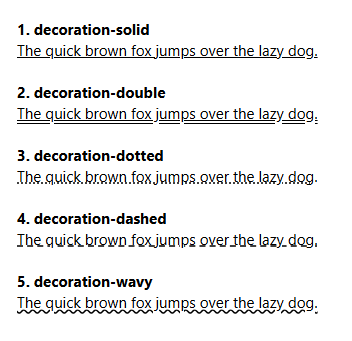 1. decoration-solid
The quick brown fox jumps over the lazy dog.
2. decoration-double
The quick brown fox jumps over the lazy dog.
3. decoration-dotted
The quick brown fox jumps over the lazy dog.
4. decoration-dashed
The quick brown fox jumps over the lazy dog.
5. decoration-wavy
The quick brown fox jumps over the lazy dog.